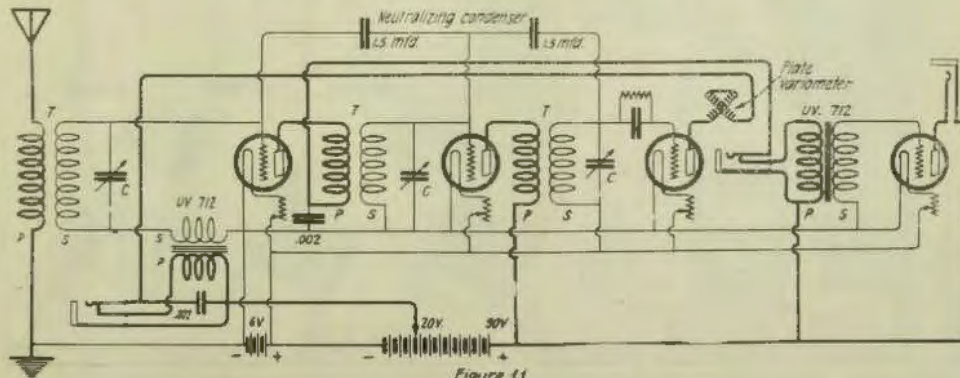 Neutralizing condenser
1.5 mfd.
1.5 mfd.
Plate variometer
UV. 712
T
T
T
C
C
C
P
S
P
S
P
S
P
S
UV 712
S
P
.002
.002
6V
20V.
90V
-
+
-
+
Figure 11